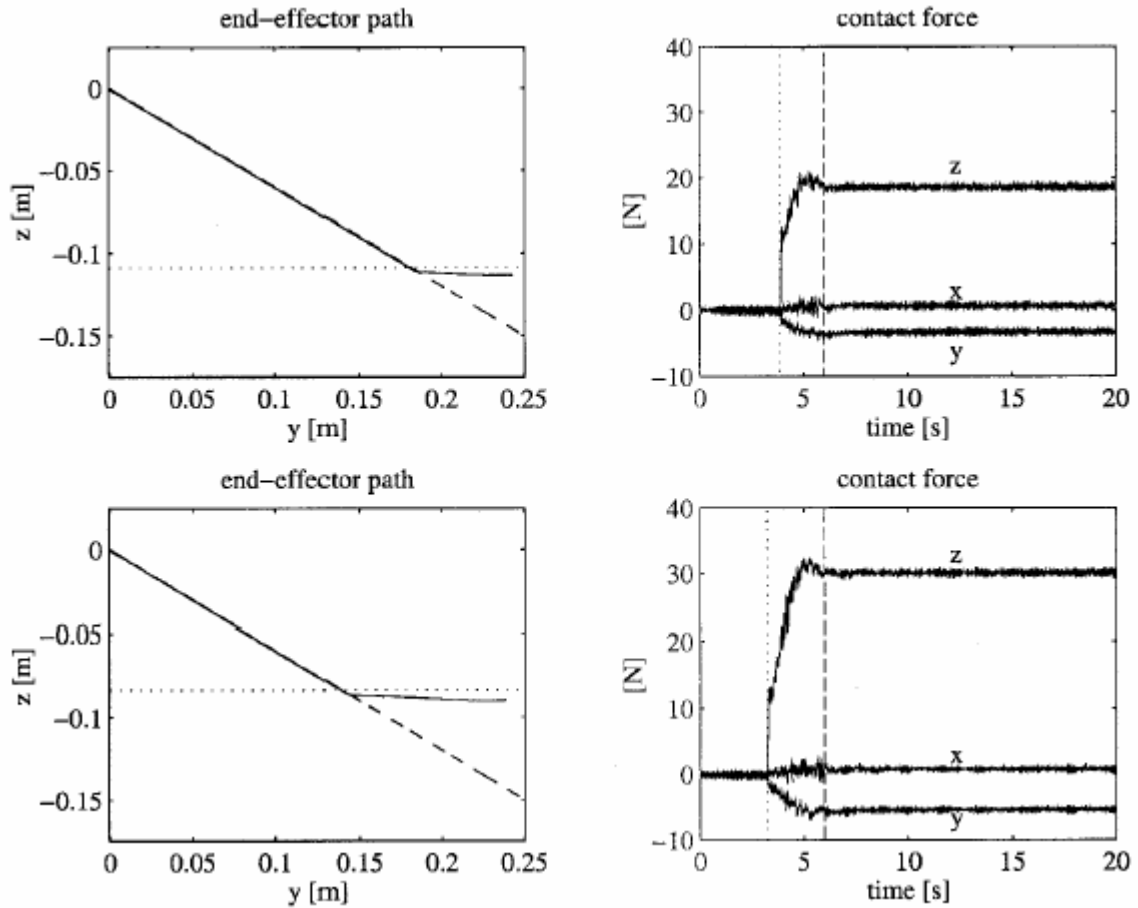 end-effector path
z [m]
0
-0.05
-0.1
-0.15
0 0.05 0.1 0.15 0.2 0.25
y [m]
contact force
[N]
40
30
20
10
0
-10
z
x
y
0 5 10 15 20
time [s]
end-effector path
z [m]
0
-0.05
-0.1
-0.15
0 0.05 0.1 0.15 0.2 0.25
y [m]
contact force
[N]
40
30
20
10
0
-10
z
x
y
0 5 10 15 20
time [s]